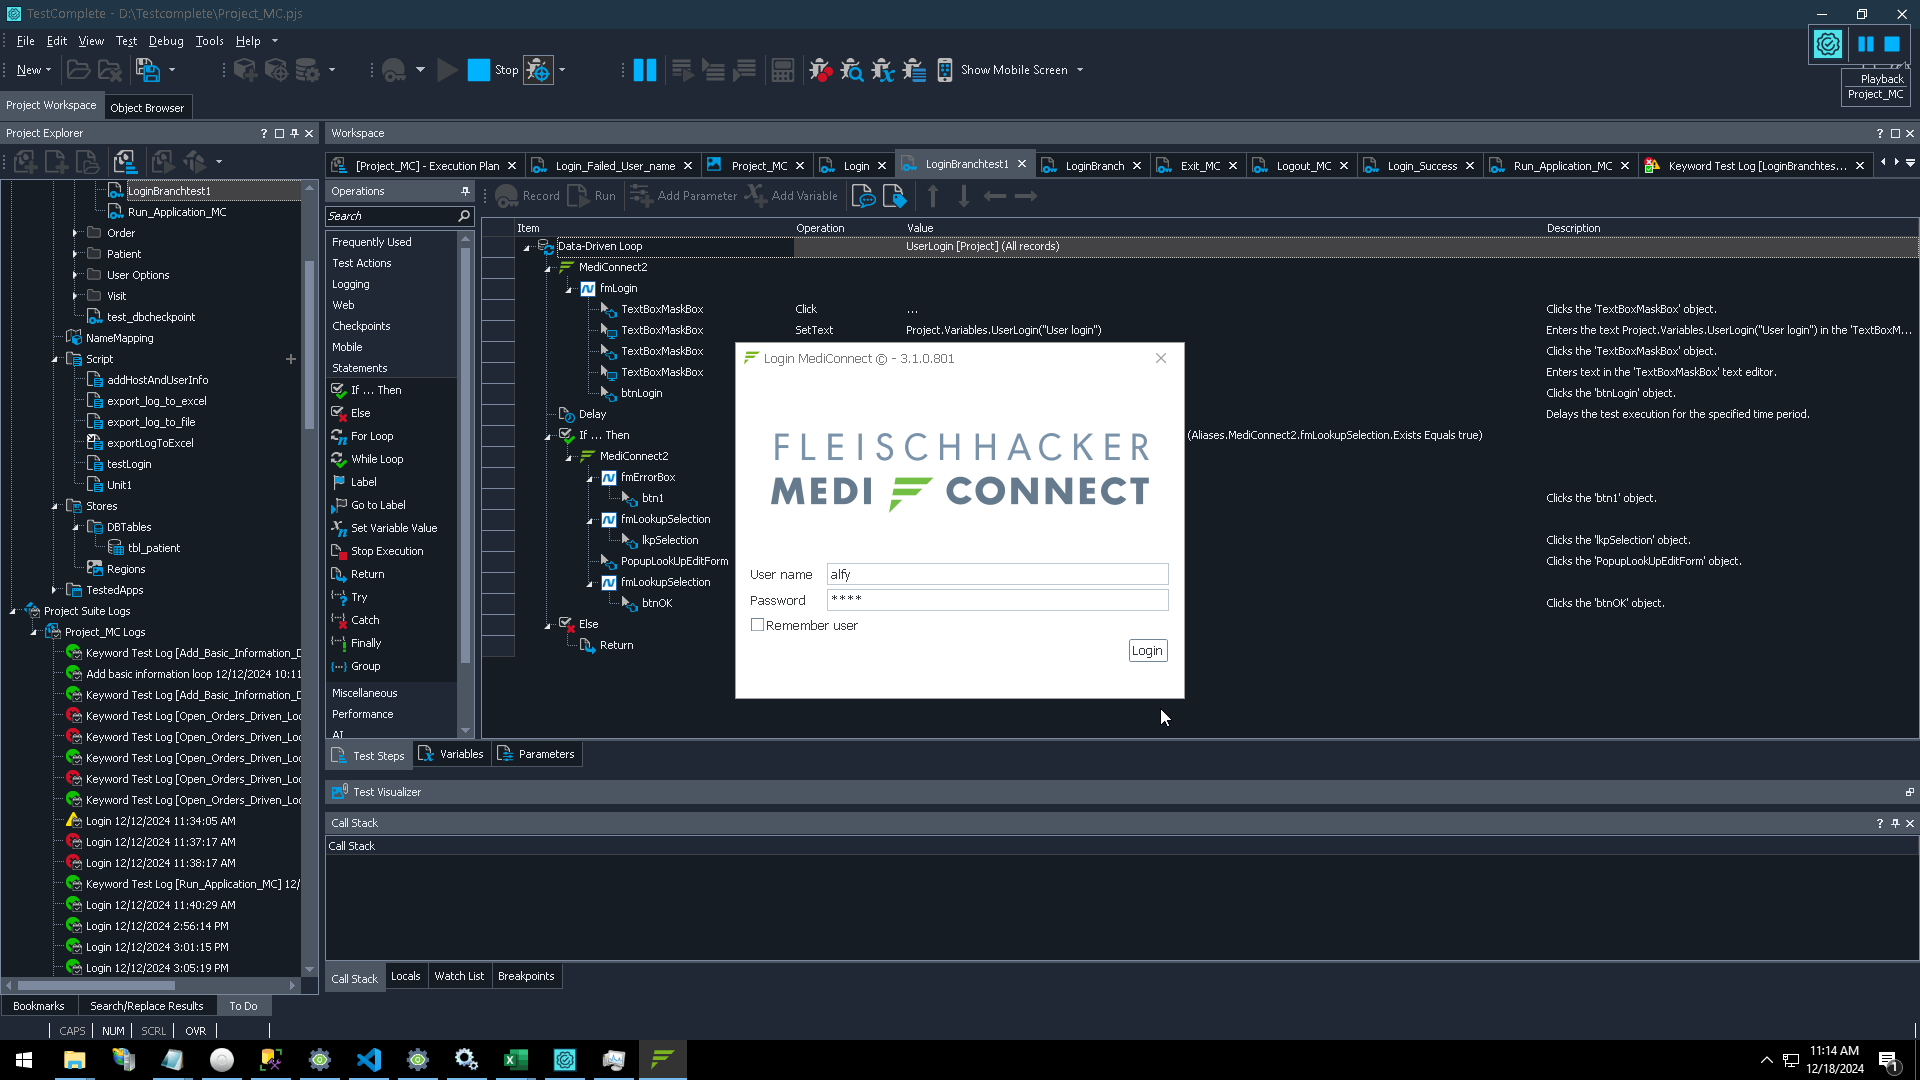 TestComplete - D:\Testcomplete\Project_MC.pjs
File Edit View Test Debug Tools Help
New Stop Show Mobile Screen
Playback
Project_MC
Project Workspace Object Browser
Project Explorer
Workspace
[Project_MC] - Execution Plan Login_Failed_User_name Project_MC Login LoginBranchtest1 LoginBranch Exit_MC Logout_MC Login_Success Run_Application_MC Keyword Test Log [LoginBranchtes...
LoginBranchtest1
Run_Application_MC
Order
Patient
User Options
Visit
test_dbcheckpoint
NameMapping
Script
addHostAndUserInfo
export_log_to_excel
export_log_to_file
exportLogToExcel
testLogin
Unit1
Stores
DBTables
tbl_patient
Regions
TestedApps
Project Suite Logs
Project_MC Logs
Keyword Test Log [Add_Basic_Information_D
Add basic information loop 12/12/2024 10:11
Keyword Test Log [Add_Basic_Information_D
Keyword Test Log [Open_Orders_Driven_Loo
Keyword Test Log [Open_Orders_Driven_Loo
Keyword Test Log [Open_Orders_Driven_Loo
Keyword Test Log [Open_Orders_Driven_Loo
Keyword Test Log [Open_Orders_Driven_Loo
Login 12/12/2024 11:34:05 AM
Login 12/12/2024 11:37:17 AM
Login 12/12/2024 11:38:17 AM
Keyword Test Log [Run_Application_MC] 12/
Login 12/12/2024 11:40:29 AM
Login 12/12/2024 2:56:14 PM
Login 12/12/2024 3:01:15 PM
Login 12/12/2024 3:05:19 PM
Bookmarks Search/Replace Results To Do
CAPS NUM SCRL OVR
Operations
Search
Frequently Used
Test Actions
Logging
Web
Checkpoints
Mobile
Statements
If ... Then
Else
For Loop
While Loop
Label
Go to Label
Set Variable Value
Stop Execution
Return
Try
Catch
Finally
Group
Miscellaneous
Performance
AI
Record Run Add Parameter Add Variable
Item Operation Value Description
Data-Driven Loop UserLogin [Project] (All records)
MediConnect2
fmLogin
TextBoxMaskBox Click ... Clicks the 'TextBoxMaskBox' object.
TextBoxMaskBox SetText Project.Variables.UserLogin("User login") Enters the text Project.Variables.UserLogin("User login") in the 'TextBoxM...
TextBoxMaskBox Clicks the 'TextBoxMaskBox' object.
TextBoxMaskBox Enters text in the 'TextBoxMaskBox' text editor.
btnLogin Clicks the 'btnLogin' object.
Delay Delays the test execution for the specified time period.
If ... Then (Aliases.MediConnect2.fmLookupSelection.Exists Equals true)
MediConnect2
fmErrorBox
btn1 Clicks the 'btn1' object.
fmLookupSelection
lkpSelection Clicks the 'lkpSelection' object.
PopupLookUpEditForm Clicks the 'PopupLookUpEditForm' object.
fmLookupSelection
btnOK Clicks the 'btnOK' object.
Else
Return
Login MediConnect © - 3.1.0.801
FLEISCHHACKER
MEDI CONNECT
User name alfy
Password ****
Remember user
Login
Test Steps Variables Parameters
Test Visualizer
Call Stack
Call Stack
Call Stack Locals Watch List Breakpoints
11:14 AM
12/18/2024
1